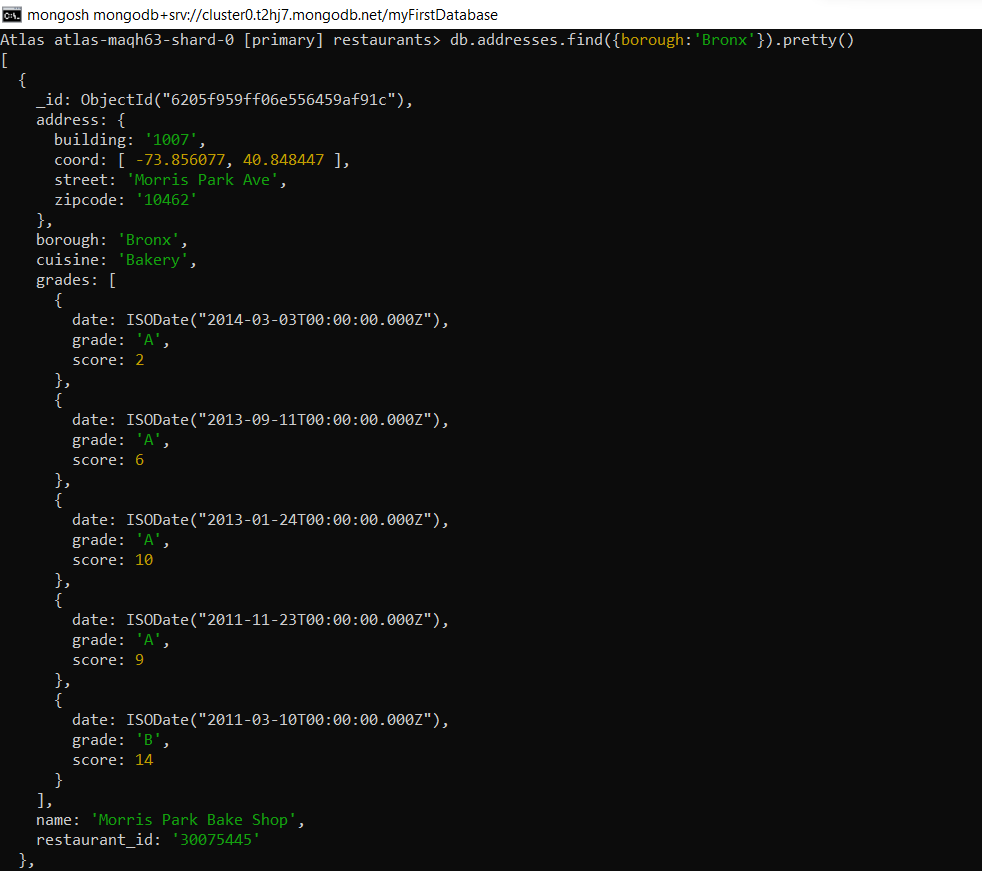 mongosh mongodb+srv://cluster0.t2hj7.mongodb.net/myFirstDatabase
Atlas atlas-maqh63-shard-0 [primary] restaurants> db.addresses.find({borough:'Bronx'}).pretty()
[
  {
    _id: ObjectId("6205f959ff06e556459af91c"),
    address: {
      building: '1007',
      coord: [ -73.856077, 40.848447 ],
      street: 'Morris Park Ave',
      zipcode: '10462'
    },
    borough: 'Bronx',
    cuisine: 'Bakery',
    grades: [
      {
        date: ISODate("2014-03-03T00:00:00.000Z"),
        grade: 'A',
        score: 2
      },
      {
        date: ISODate("2013-09-11T00:00:00.000Z"),
        grade: 'A',
        score: 6
      },
      {
        date: ISODate("2013-01-24T00:00:00.000Z"),
        grade: 'A',
        score: 10
      },
      {
        date: ISODate("2011-11-23T00:00:00.000Z"),
        grade: 'A',
        score: 9
      },
      {
        date: ISODate("2011-03-10T00:00:00.000Z"),
        grade: 'B',
        score: 14
      }
    ],
    name: 'Morris Park Bake Shop',
    restaurant_id: '30075445'
  },